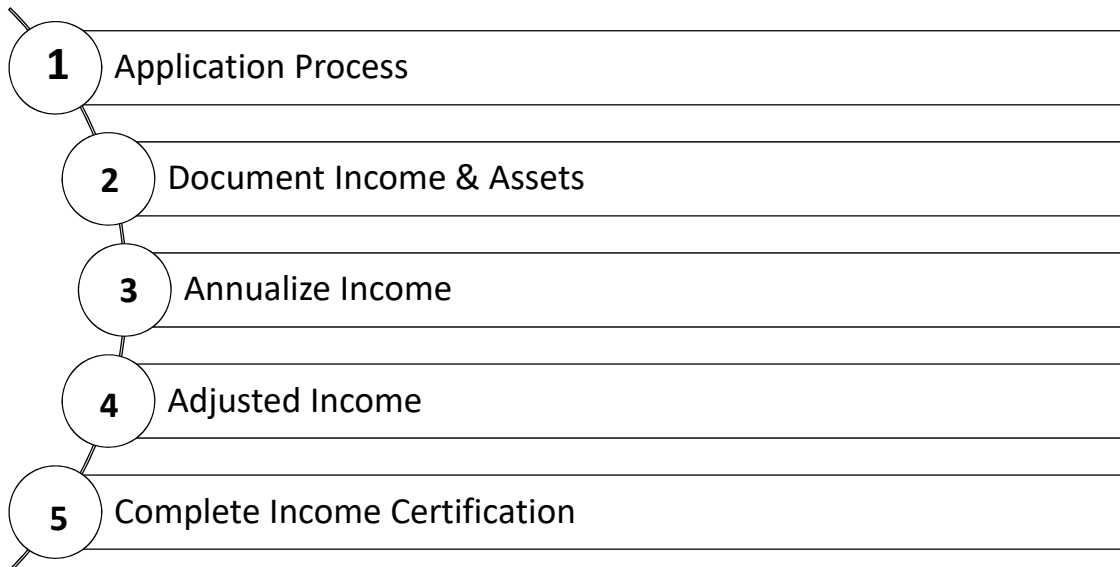 1 Application Process
2 Document Income & Assets
3 Annualize Income
4 Adjusted Income
5 Complete Income Certification